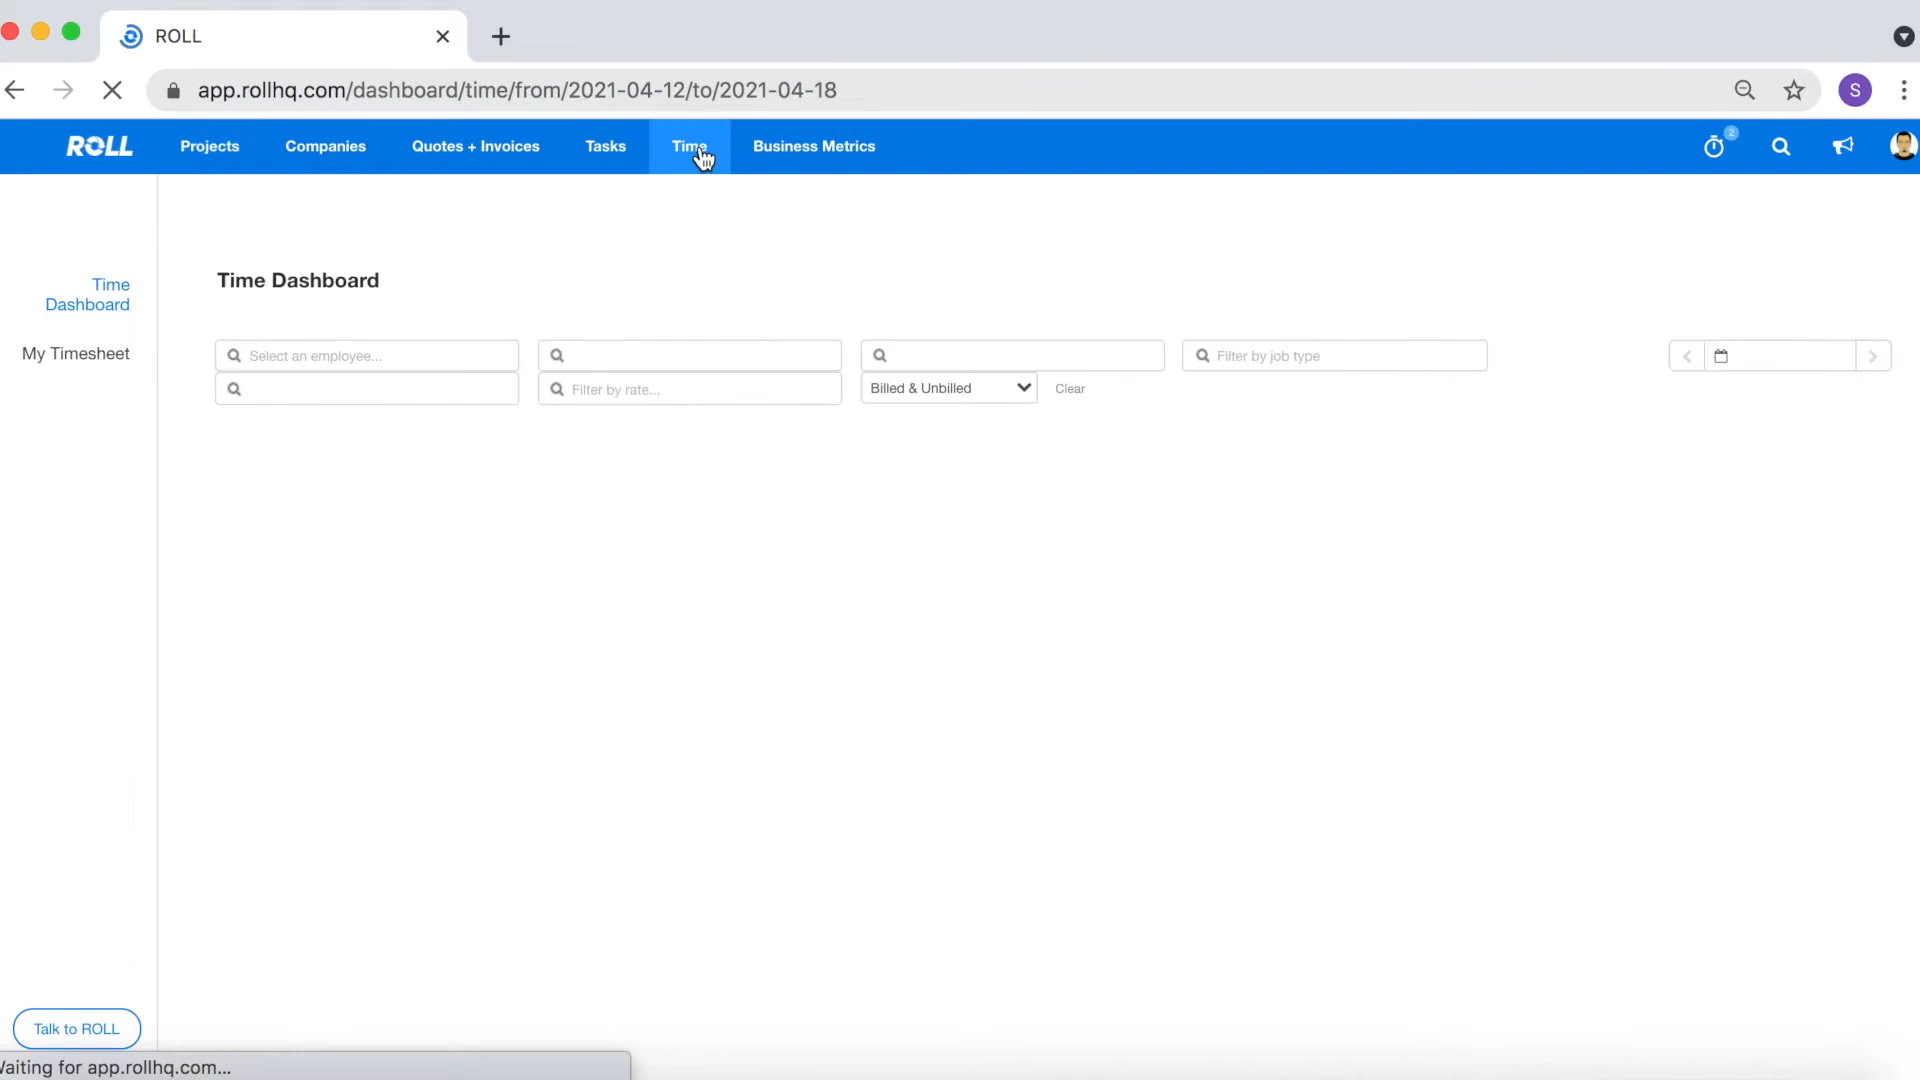 ROLL
app.rollhq.com/dashboard/time/from/2021-04-12/to/2021-04-18
S
ROLL
Projects
Companies
Quotes + Invoices
Tasks
Time
Business Metrics
2
Time
Dashboard
My Timesheet
Time Dashboard
Select an employee...
Filter by job type
Filter by rate...
Billed & Unbilled
Clear
Talk to ROLL
Waiting for app.rollhq.com...